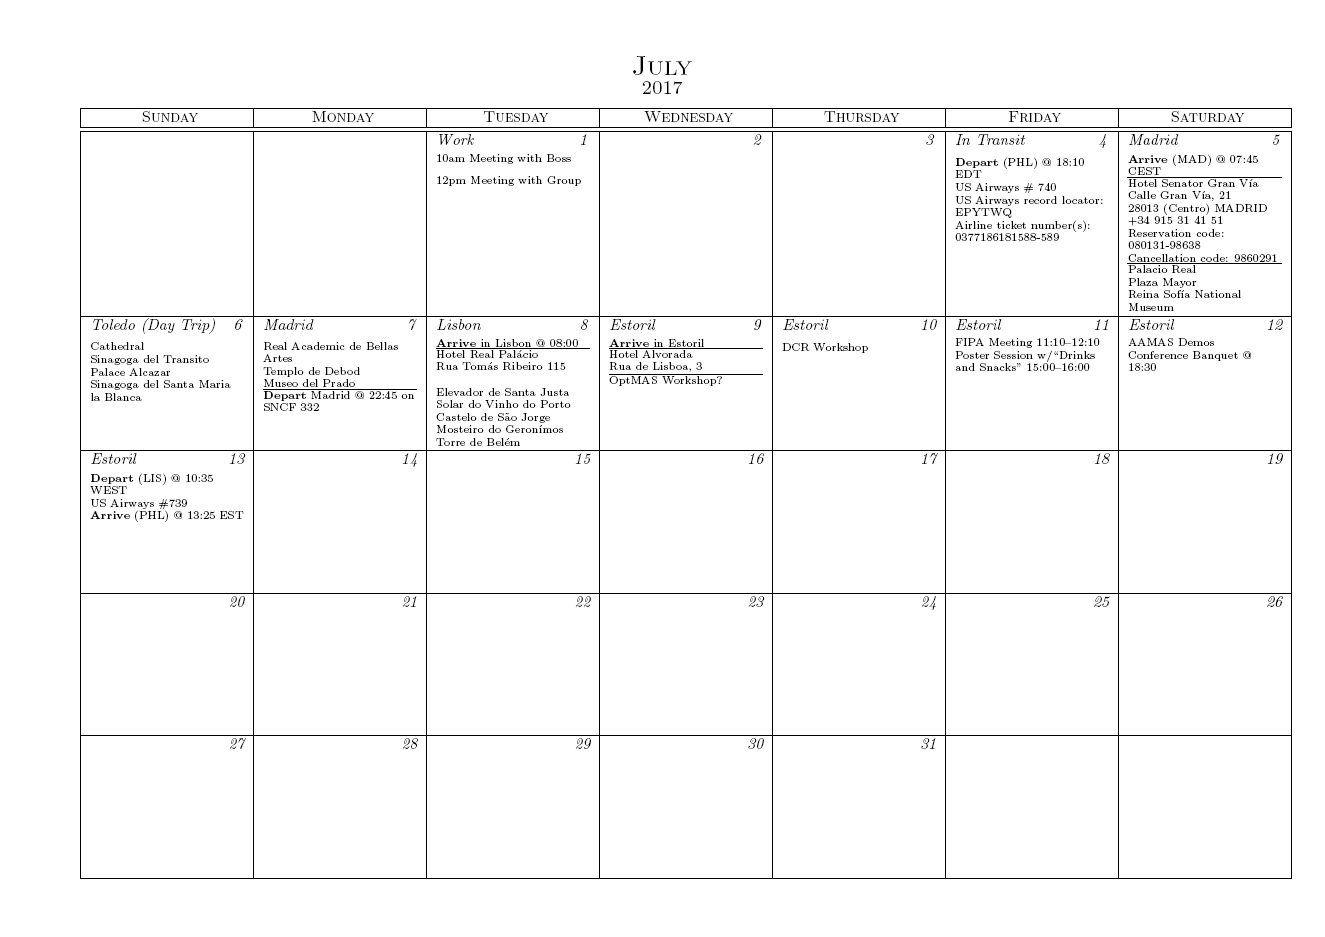 July
2017
Sunday Monday Tuesday Wednesday Thursday Friday Saturday
Work 1
10am Meeting with Boss
12pm Meeting with Group
2
3
In Transit 4
Depart (PHL) @ 18:10
EDT
US Airways # 740
US Airways record locator:
EPYTWQ
Airline ticket number(s):
0377186181588-589
Madrid 5
Arrive (MAD) @ 07:45
CEST
Hotel Senator Gran Vía
Calle Gran Vía, 21
28013 (Centro) MADRID
+34 915 31 41 51
Reservation code:
080131-98638
Cancellation code: 9860291
Palacio Real
Plaza Mayor
Reina Sofía National
Museum
Toledo (Day Trip) 6
Cathedral
Sinagoga del Transito
Palace Alcazar
Sinagoga del Santa Maria
la Blanca
Madrid 7
Real Academic de Bellas
Artes
Templo de Debod
Museo del Prado
Depart Madrid @ 22:45 on
SNCF 332
Lisbon 8
Arrive in Lisbon @ 08:00
Hotel Real Palácio
Rua Tomás Ribeiro 115
Elevador de Santa Justa
Solar do Vinho do Porto
Castelo de São Jorge
Mosteiro do Geronímos
Torre de Belém
Estoril 9
Arrive in Estoril
Hotel Alvorada
Rua de Lisboa, 3
OptMAS Workshop?
Estoril 10
DCR Workshop
Estoril 11
FIPA Meeting 11:10–12:10
Poster Session w/“Drinks
and Snacks” 15:00–16:00
Estoril 12
AAMAS Demos
Conference Banquet @
18:30
Estoril 13
Depart (LIS) @ 10:35
WEST
US Airways #739
Arrive (PHL) @ 13:25 EST
14
15
16
17
18
19
20
21
22
23
24
25
26
27
28
29
30
31